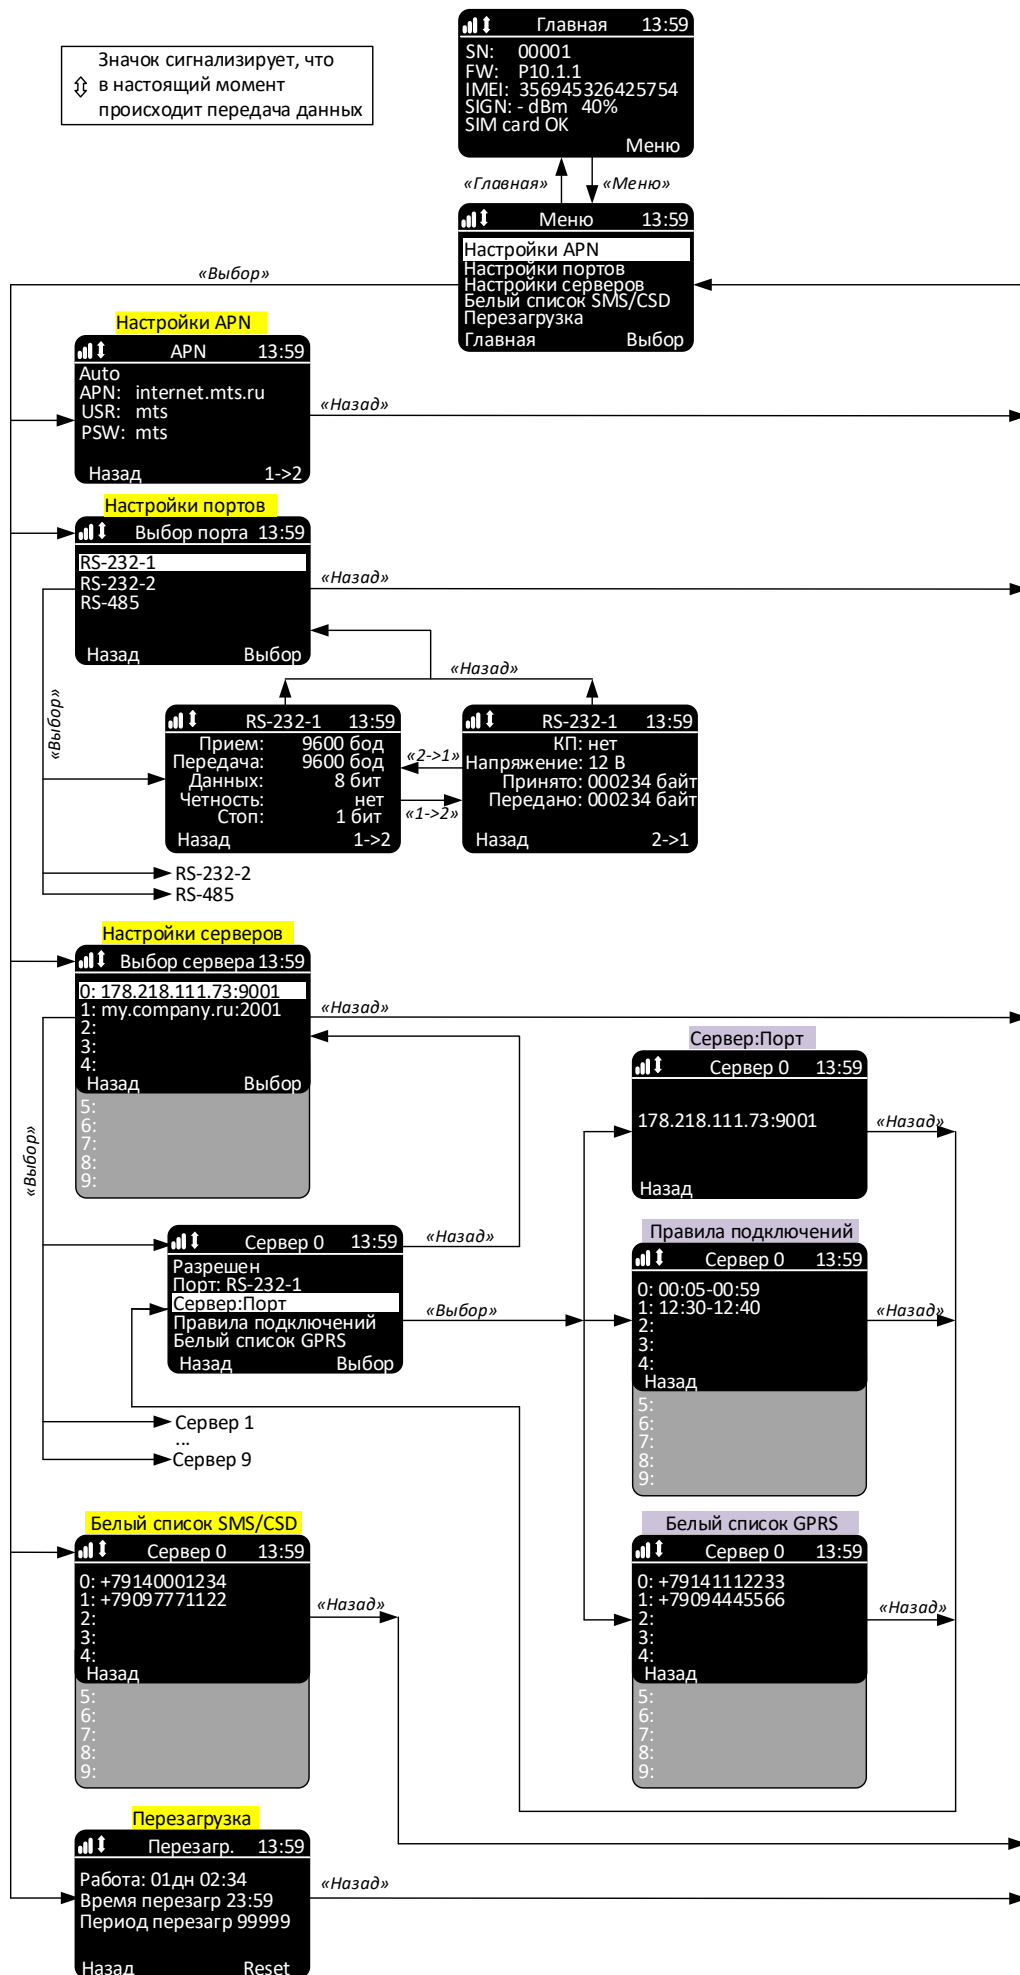 Главная 13:59
SN: 00001
FW: P10.1.1
IMEI: 356945326425754
SIGN: - dBm 40%
SIM card OK
Меню
Значок сигнализирует, что
в настоящий момент
происходит передача данных
«Главная»
«Меню»
Меню 13:59
Настройки APN
Настройки портов
Настройки серверов
Белый список SMS/CSD
Перезагрузка
Главная Выбор
«Выбор»
Настройки APN
APN 13:59
Auto
APN: internet.mts.ru
USR: mts
PSW: mts
Назад 1->2
«Назад»
Настройки портов
Выбор порта 13:59
RS-232-1
RS-232-2
RS-485
Назад Выбор
«Назад»
«Выбор»
«Назад»
RS-232-1 13:59
Прием: 9600 бод
Передача: 9600 бод
Данных: 8 бит
Четность: нет
Стоп: 1 бит
Назад 1->2
«2->1»
«1->2»
RS-232-1 13:59
КП: нет
Напряжение: 12 В
Принято: 000234 байт
Передано: 000234 байт
Назад 2->1
RS-232-2
RS-485
Настройки серверов
Выбор сервера 13:59
0: 178.218.111.73:9001
1: my.company.ru:2001
2:
3:
4:
Назад Выбор
5:
6:
7:
8:
9:
«Назад»
«Выбор»
Сервер:Порт
Сервер 0 13:59
178.218.111.73:9001
Назад
«Назад»
Сервер 0 13:59
Разрешен
Порт: RS-232-1
Сервер:Порт
Правила подключений
Белый список GPRS
Назад Выбор
«Назад»
«Выбор»
Правила подключений
Сервер 0 13:59
0: 00:05-00:59
1: 12:30-12:40
2:
3:
4:
Назад
5:
6:
7:
8:
9:
«Назад»
Сервер 1
...
Сервер 9
Белый список SMS/CSD
Сервер 0 13:59
0: +79140001234
1: +79097771122
2:
3:
4:
Назад
5:
6:
7:
8:
9:
«Назад»
Белый список GPRS
Сервер 0 13:59
0: +79141112233
1: +79094445566
2:
3:
4:
Назад
5:
6:
7:
8:
9:
«Назад»
Перезагрузка
Перезагр. 13:59
Работа: 01дн 02:34
Время перезагр 23:59
Период перезагр 99999
Назад Reset
«Назад»